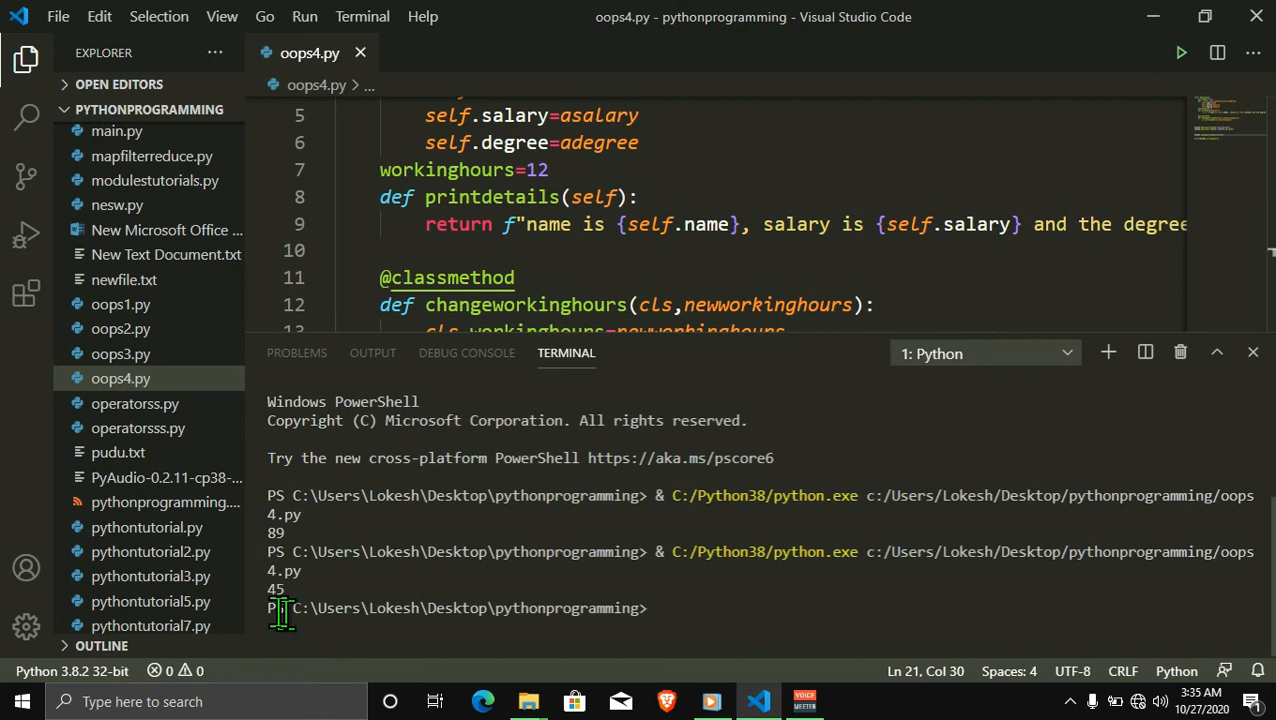 File Edit Selection View Go Run Terminal Help oops4.py - pythonprogramming - Visual Studio Code
EXPLORER
OPEN EDITORS
PYTHONPROGRAMMING
main.py
mapfilterreduce.py
modulestutorials.py
nesw.py
New Microsoft Office ...
New Text Document.txt
newfile.txt
oops1.py
oops2.py
oops3.py
oops4.py
operatorss.py
operatorsss.py
pudu.txt
PyAudio-0.2.11-cp38-...
pythonprogramming....
pythontutorial.py
pythontutorial2.py
pythontutorial3.py
pythontutorial5.py
pythontutorial7.py
OUTLINE
oops4.py
oops4.py > ...
5 self.salary=asalary
6 self.degree=adegree
7 workinghours=12
8 def printdetails(self):
9 return f"name is {self.name}, salary is {self.salary} and the degree
10
11 @classmethod
12 def changeworkinghours(cls,newworkinghours):
13 cls.workinghours=newworkinghours
PROBLEMS OUTPUT DEBUG CONSOLE TERMINAL 1: Python
Windows PowerShell
Copyright (C) Microsoft Corporation. All rights reserved.
Try the new cross-platform PowerShell https://aka.ms/pscore6
PS C:\Users\Lokesh\Desktop\pythonprogramming> & C:/Python38/python.exe c:/Users/Lokesh/Desktop/pythonprogramming/oops
4.py
89
PS C:\Users\Lokesh\Desktop\pythonprogramming> & C:/Python38/python.exe c:/Users/Lokesh/Desktop/pythonprogramming/oops
4.py
45
PS C:\Users\Lokesh\Desktop\pythonprogramming>
Python 3.8.2 32-bit 0 0 Ln 21, Col 30 Spaces: 4 UTF-8 CRLF Python
Type here to search
VOICE
MEETER
3:35 AM
10/27/2020
1